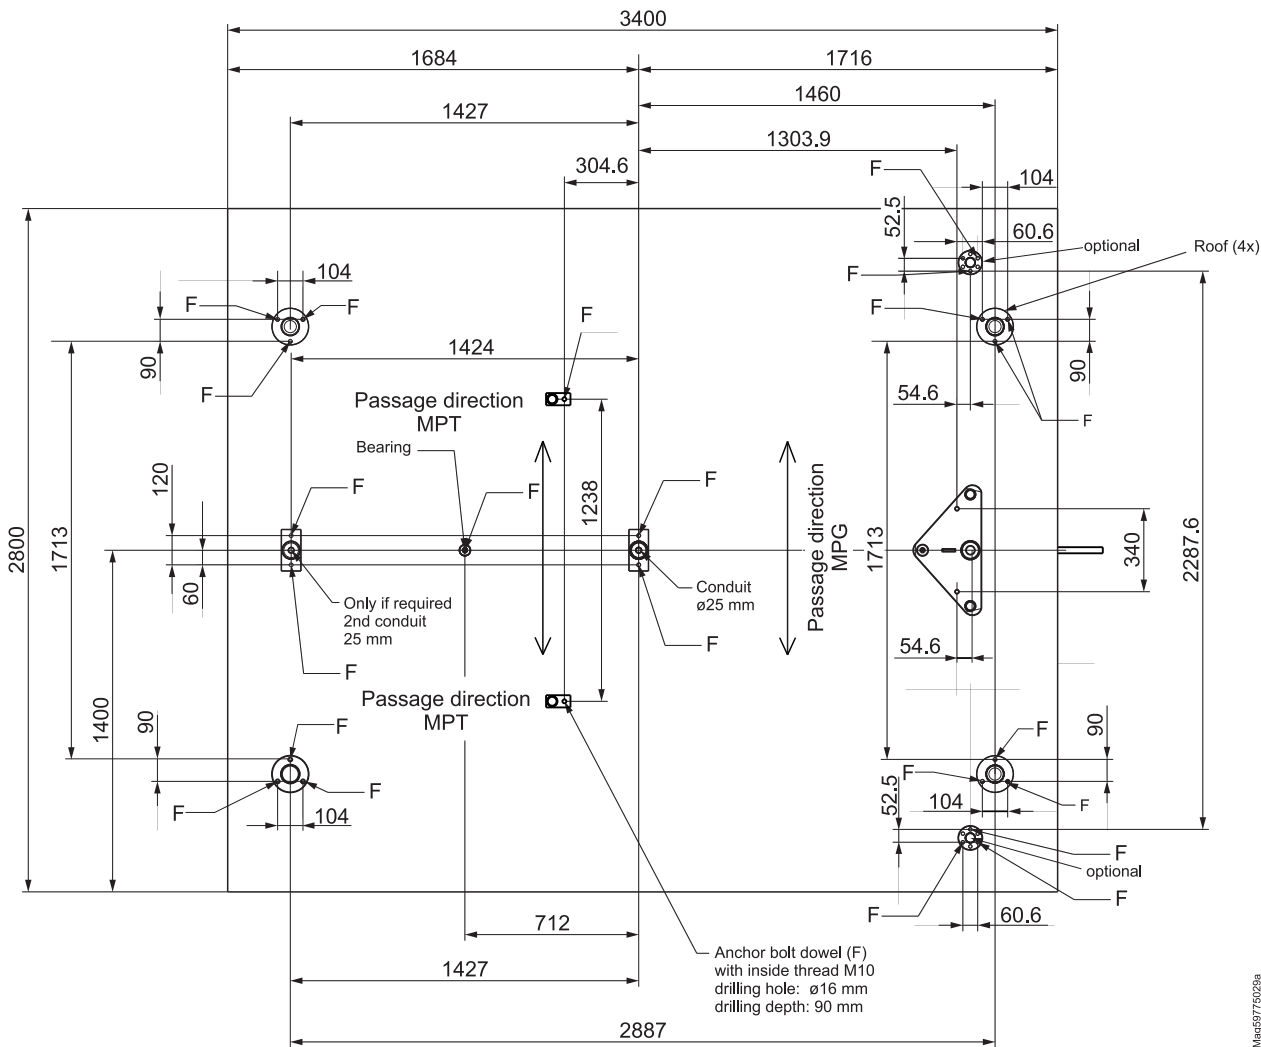 3400
1684
1716
1460
1427
1303.9
304.6
F
104
52.5
60.6
optional
Roof (4x)
104
F
F
F
F
F
90
1424
90
F
54.6
F
Passage direction
MPT
Bearing
120
F
F
F
1238
Passage direction
MPG
2800
1713
1713
340
2287.6
60
Only if required
2nd conduit
25 mm
Conduit
ø25 mm
F
F
54.6
1400
Passage direction
MPT
90
F
F
90
F
F
F
F
52.5
104
104
F
optional
F
F
60.6
712
Anchor bolt dowel (F)
with inside thread M10
drilling hole: ø16 mm
drilling depth: 90 mm
1427
2887
Mag59775029a